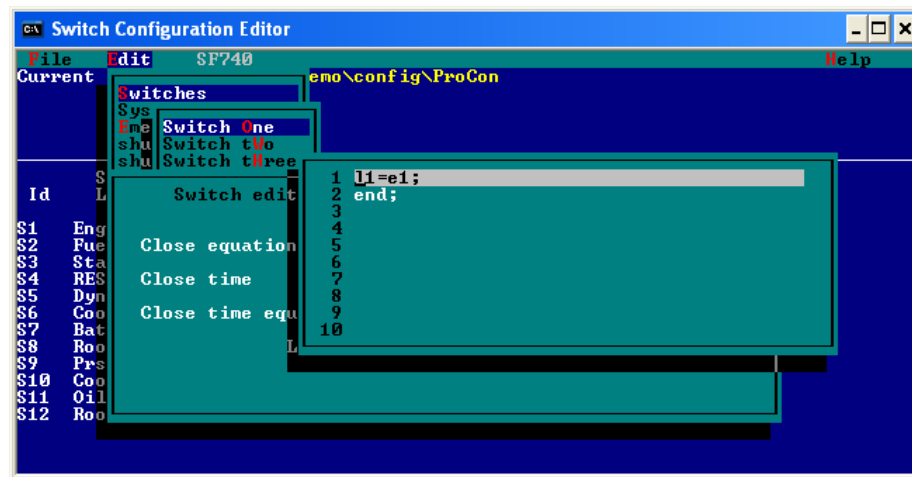 Switch Configuration Editor
File Edit SF740 Help
Current emo\config\ProCon
Switches
Sys
Eme Switch One
shu Switch tWo
shu Switch tHree
S
Id L Switch edit
1 l1=e1;
2 end;
3
4
5
6
7
8
9
10
S1 Eng
S2 Fue Close equation
S3 Sta
S4 RES Close time
S5 Dyn
S6 Coo Close time equ
S7 Bat
S8 Roo L
S9 Prs
S10 Coo
S11 Oil
S12 Roo